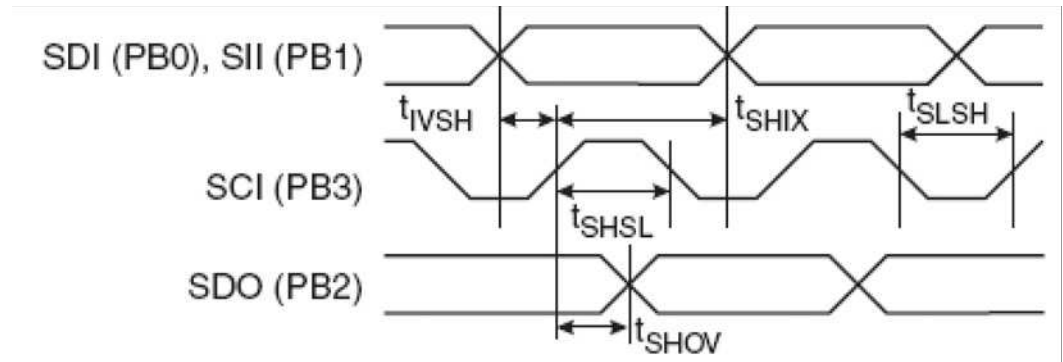 SDI (PB0), SII (PB1)
tIVSH
tSHIX
tSLSH
SCI (PB3)
tSHSL
SDO (PB2)
tSHOV